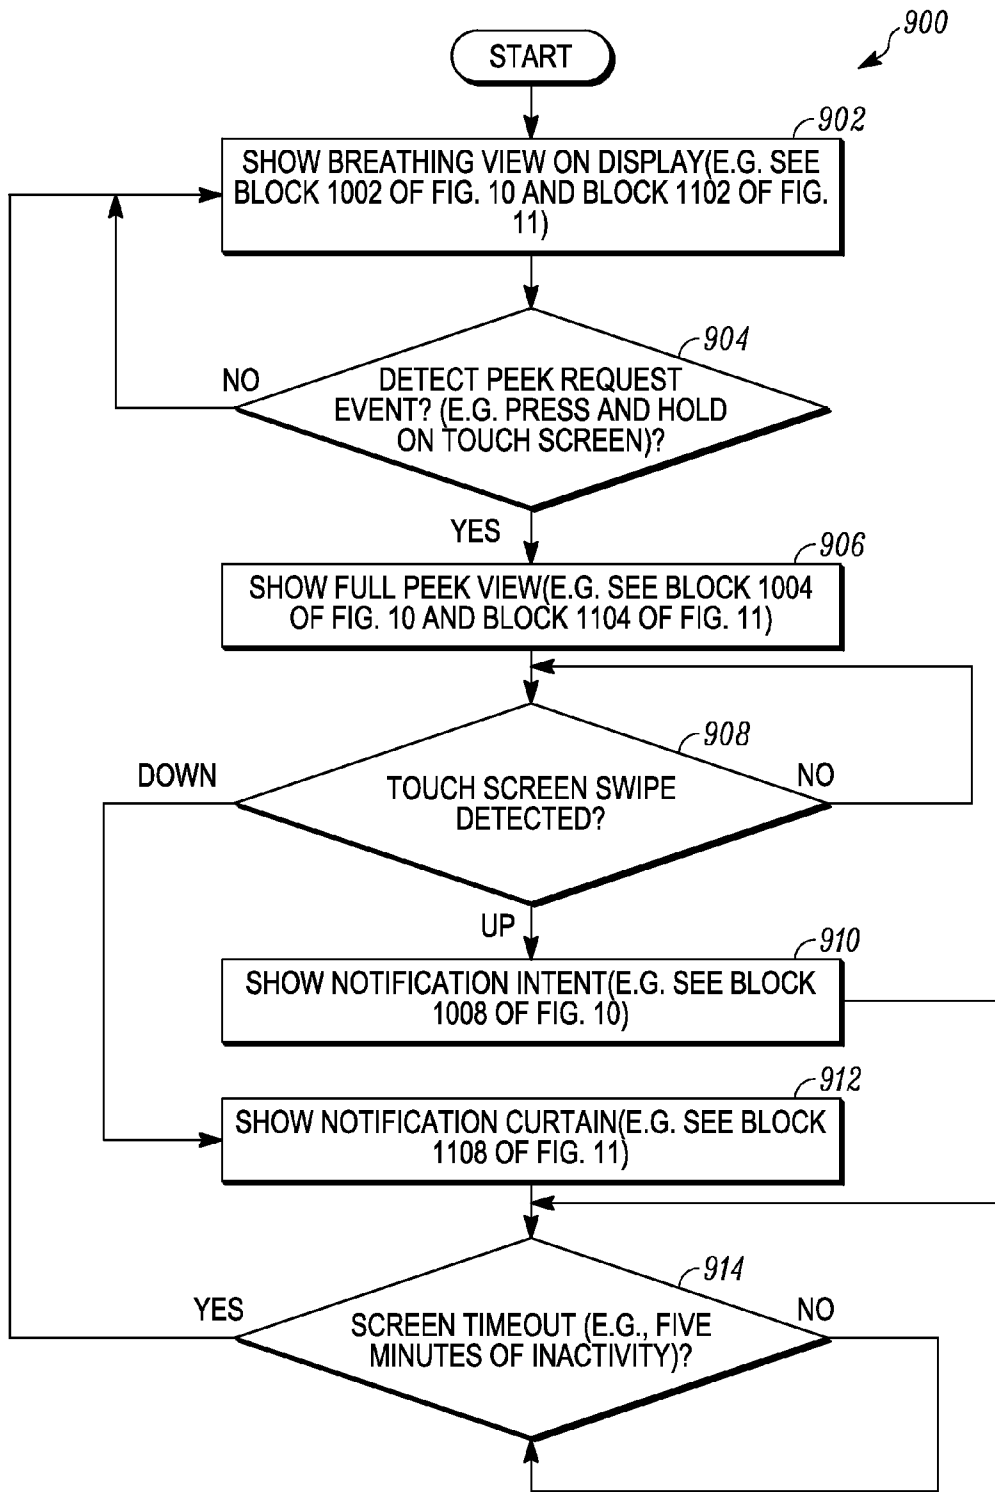 900
START
902
SHOW BREATHING VIEW ON DISPLAY(E.G. SEE
BLOCK 1002 OF FIG. 10 AND BLOCK 1102 OF FIG.
11)
904
NO
DETECT PEEK REQUEST
EVENT? (E.G. PRESS AND HOLD
ON TOUCH SCREEN)?
YES
906
SHOW FULL PEEK VIEW(E.G. SEE BLOCK 1004
OF FIG. 10 AND BLOCK 1104 OF FIG. 11)
908
DOWN
NO
TOUCH SCREEN SWIPE
DETECTED?
UP
910
SHOW NOTIFICATION INTENT(E.G. SEE BLOCK
1008 OF FIG. 10)
912
SHOW NOTIFICATION CURTAIN(E.G. SEE BLOCK
1108 OF FIG. 11)
914
YES
NO
SCREEN TIMEOUT (E.G., FIVE
MINUTES OF INACTIVITY)?